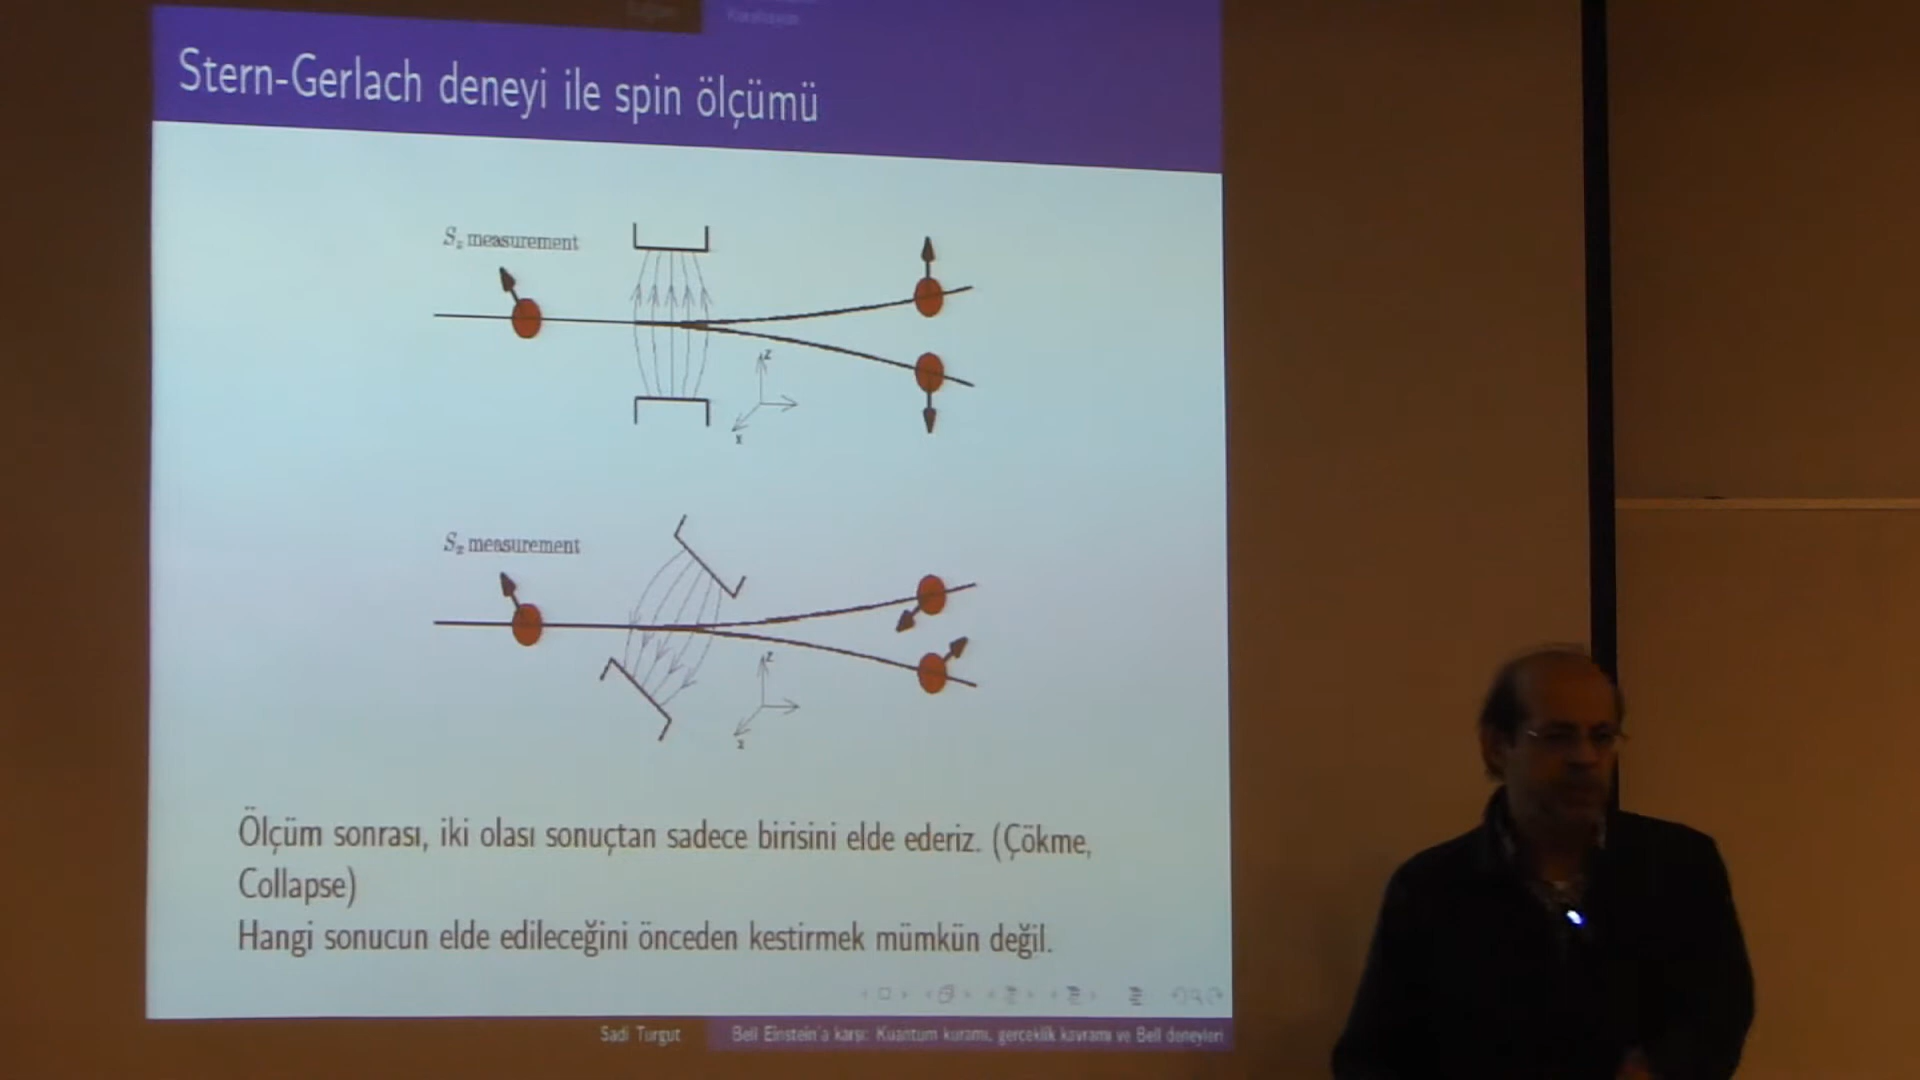 Stern-Gerlach deneyi ile spin ölçümü
S_z measurement
z
x
S_x measurement
z
x
Ölçüm sonrası, iki olası sonuçtan sadece birisini elde ederiz. (Çökme,
Collapse)
Hangi sonucun elde edileceğini önceden kestirmek mümkün değil.
Sadi Turgut
Bell Einstein'a karşı: Kuantum kuramı, gerçeklik kavramı ve Bell deneyleri